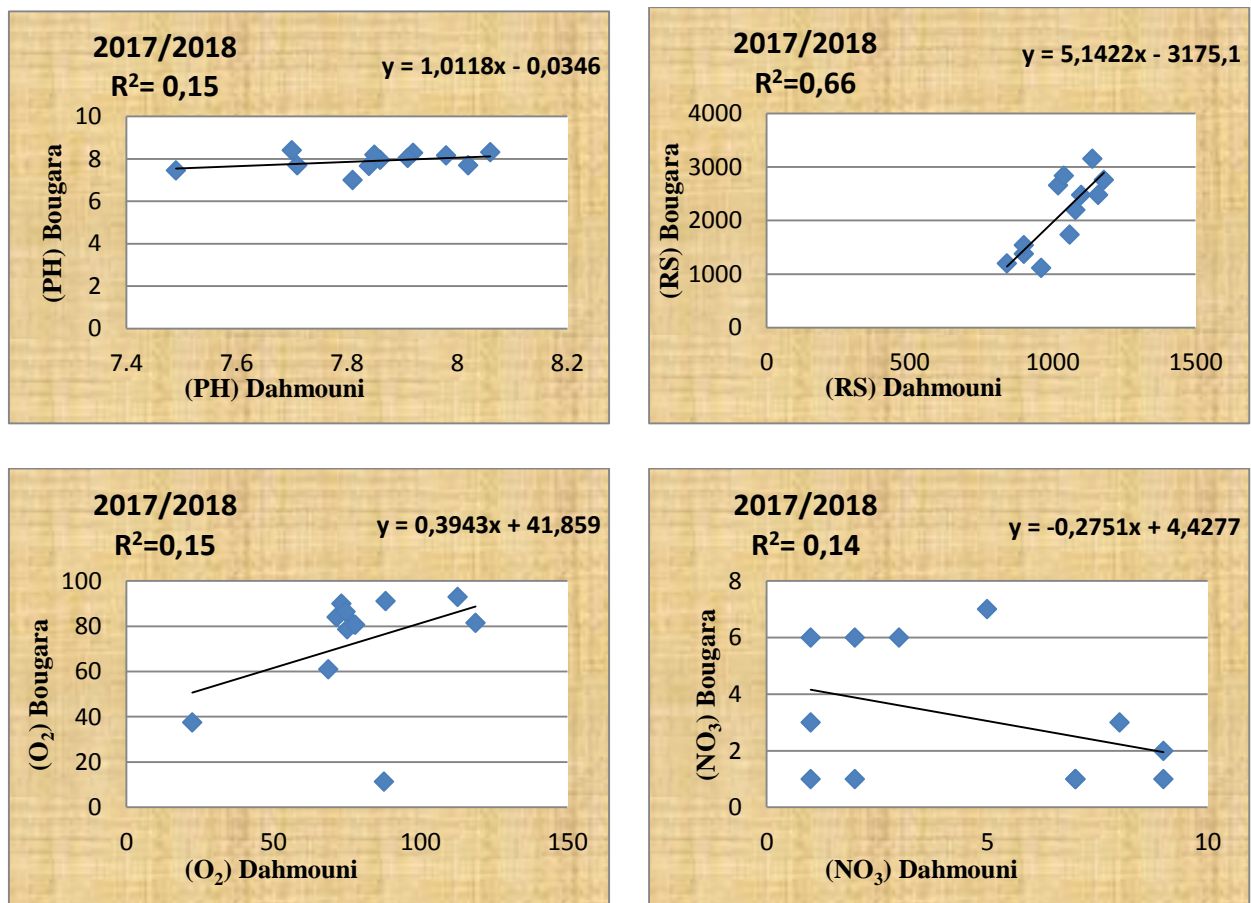 2017/2018
R²= 0,15
y = 1,0118x - 0,0346
10
8
6
4
2
0
(PH) Bougara
7.4 7.6 7.8 8 8.2
(PH) Dahmouni
2017/2018
R²=0,66
y = 5,1422x - 3175,1
4000
3000
2000
1000
0
(RS) Bougara
0 500 1000 1500
(RS) Dahmouni
2017/2018
R²=0,15
y = 0,3943x + 41,859
100
80
60
40
20
0
(O₂) Bougara
0 50 100 150
(O₂) Dahmouni
2017/2018
R²= 0,14
y = -0,2751x + 4,4277
8
6
4
2
0
(NO₃) Bougara
0 5 10
(NO₃) Dahmouni